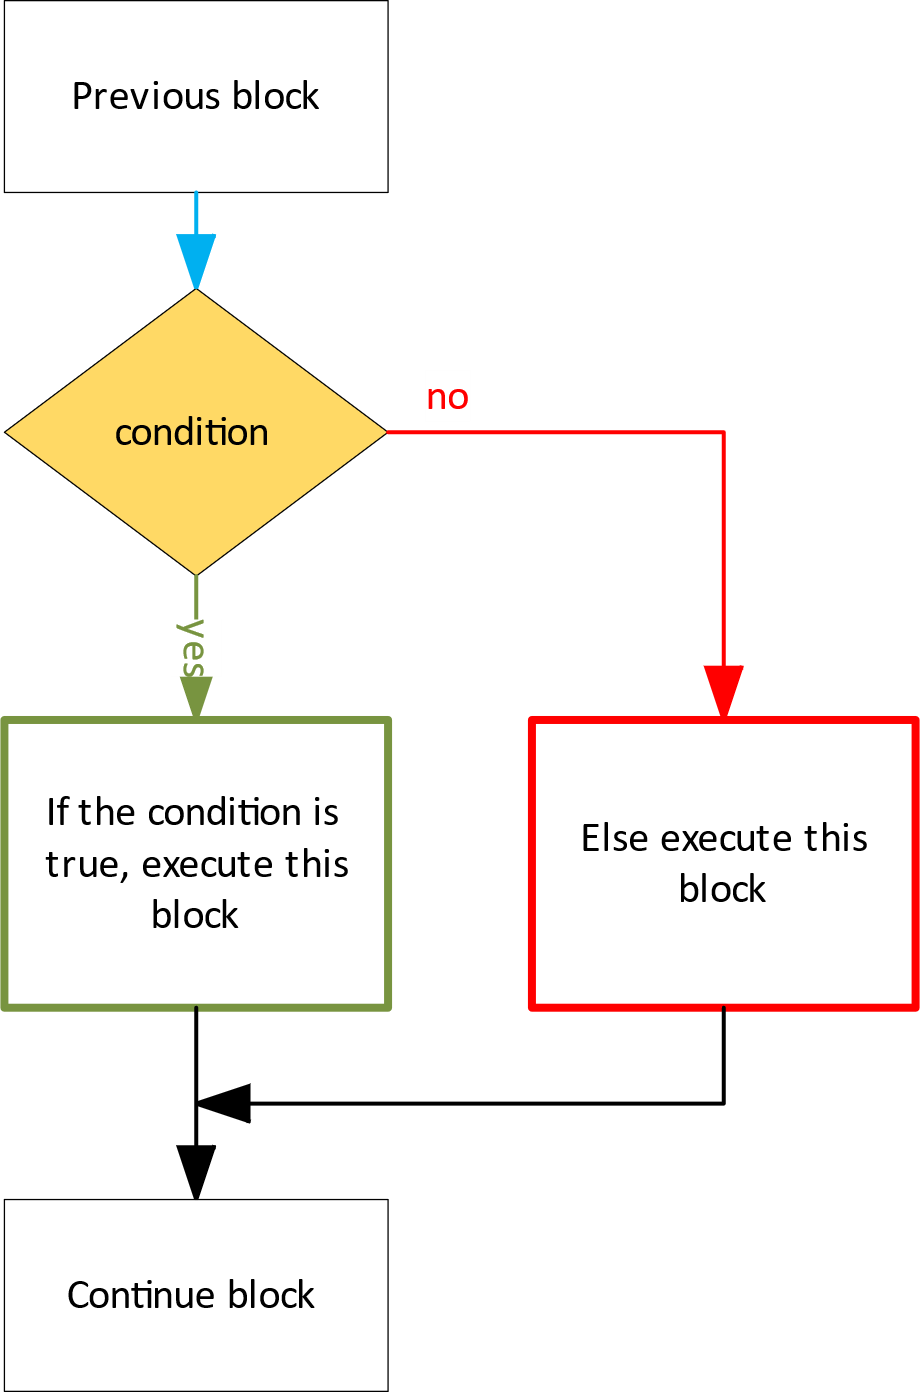 Previous block
condition
no
yes
If the condition is
true, execute this
block
Else execute this
block
Continue block